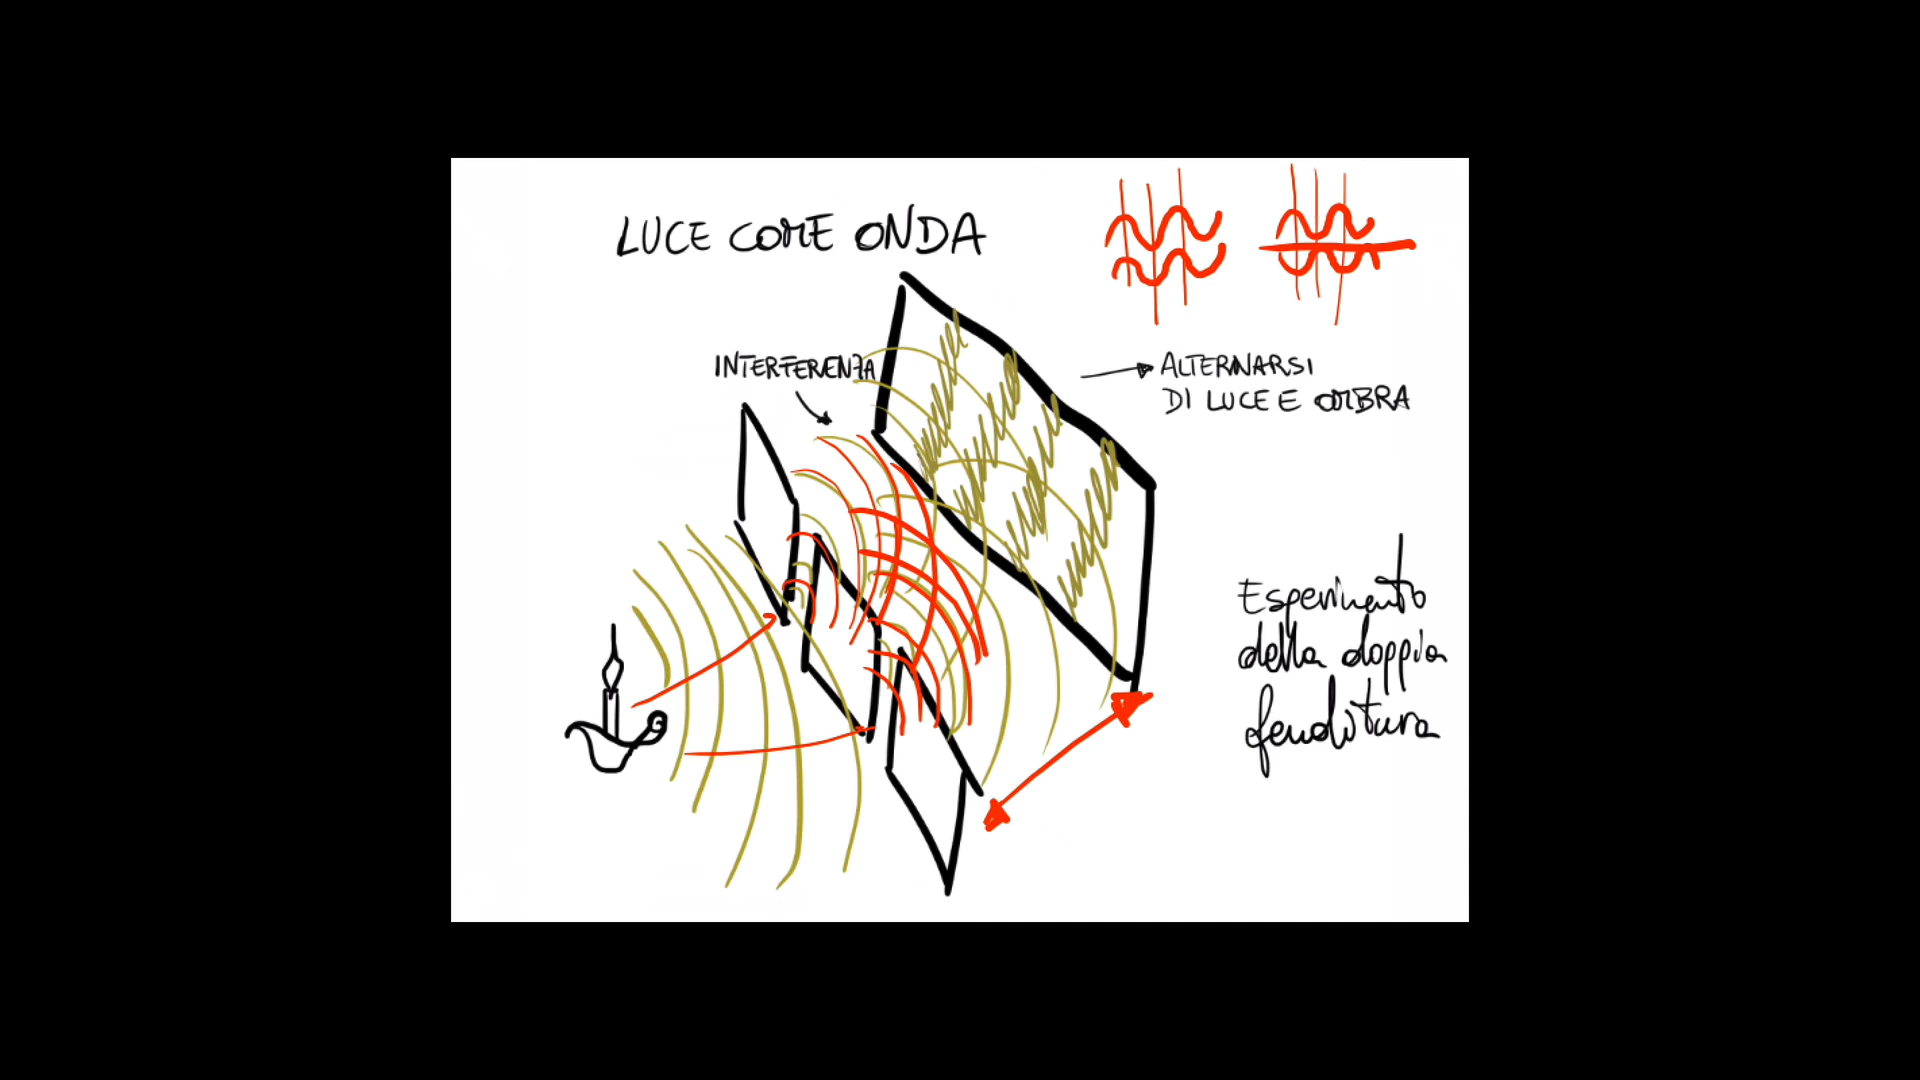 LUCE COME ONDA
INTERFERENZA
ALTERNARSI
DI LUCE E OMBRA
Esperimento
della doppia
fenditura